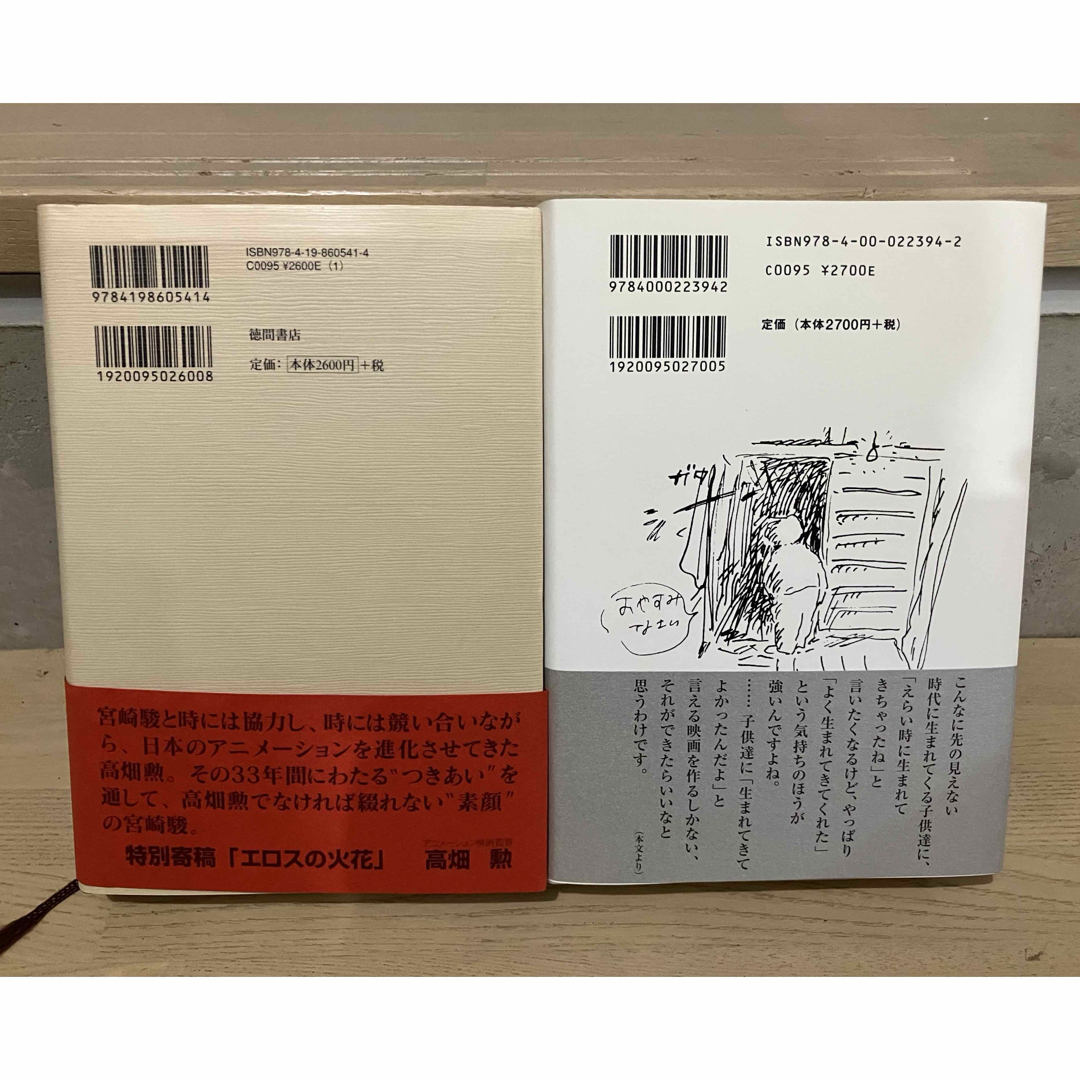 ISBN978-4-19-860541-4
C0095 ¥2600E (1)
9784198605414
徳間書店
1920095026008
定価：本体2600円＋税
宮崎駿と時には協力し、時には競い合いなが
ら、日本のアニメーションを進化させてきた
高畑勲。その33年間にわたる"つきあい"を
通して、高畑勲でなければ綴れない"素顔"
の宮崎駿。
アニメーション映画監督
特別寄稿「エロスの火花」 高畑 勲
ISBN978-4-00-022394-2
C0095 ¥2700E
9784000223942
定価（本体2700円＋税）
1920095027005
おやすみ
なさい
こんなに先の見えない
時代に生まれてくる子供達に、
「えらい時に生まれて
きちゃったね」と
言いたくなるけど、やっぱり
「よく生まれてきてくれた」
という気持ちのほうが
強いんですよね。
……子供達に「生まれてきて
よかったんだよ」と
言える映画を作るしかない、
それができたらいいなと
思うわけです。
（本文より）